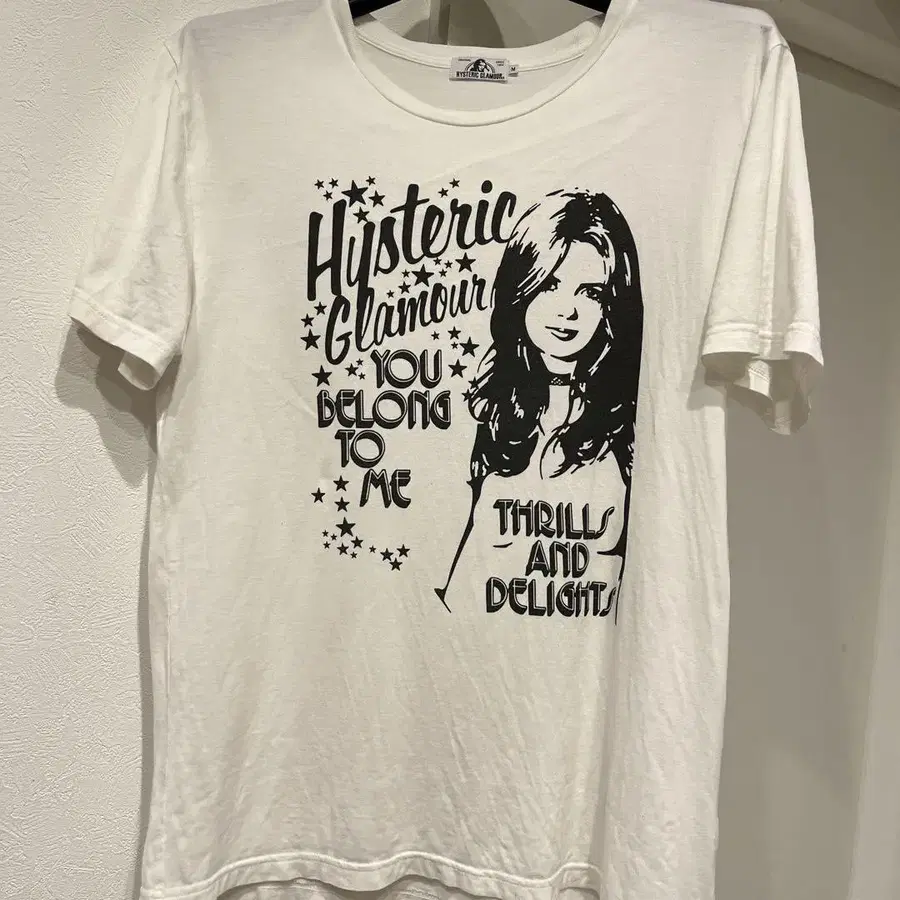 HYSTERIC GLAMOUR
M
Hysteric
Glamour
YOU
BELONG
TO
ME
THRILLS
AND
DELIGHTS